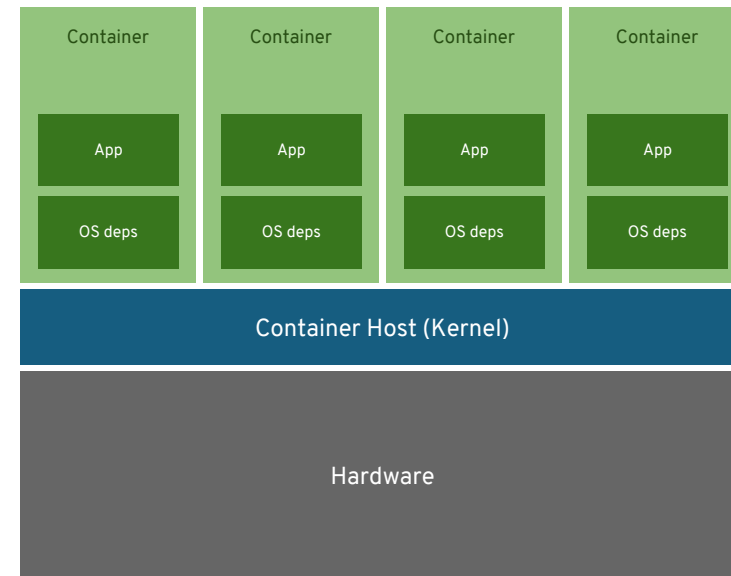 Container
Container
Container
Container
App
App
App
App
OS deps
OS deps
OS deps
OS deps
Container Host (Kernel)
Hardware